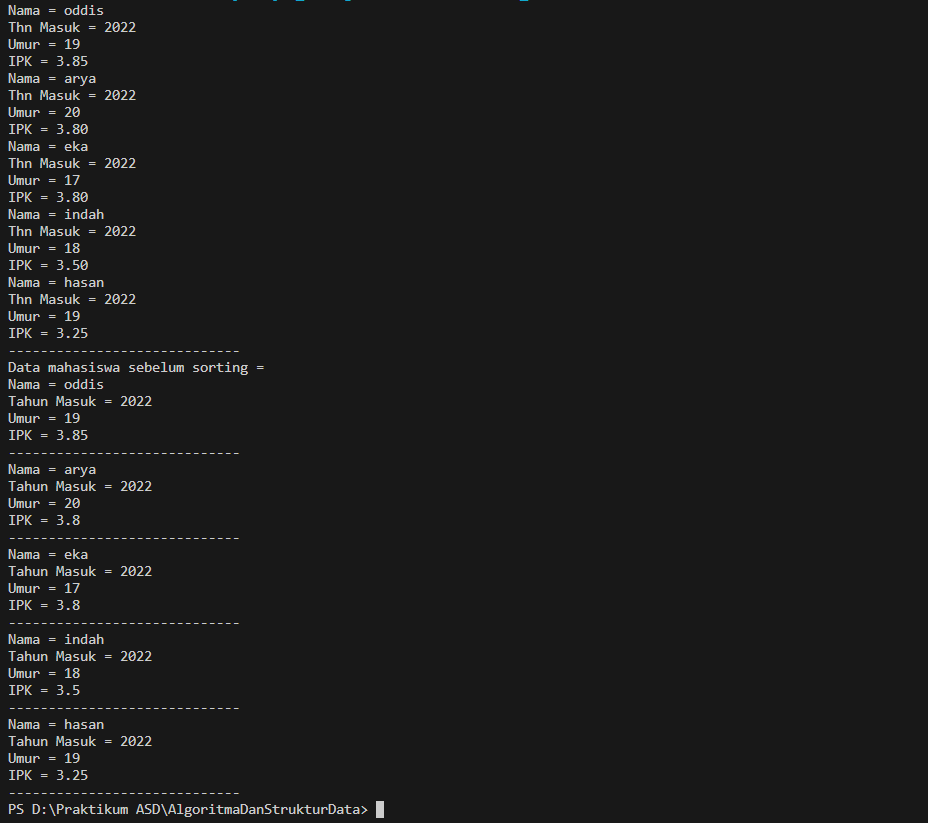 Nama = oddis
Thn Masuk = 2022
Umur = 19
IPK = 3.85
Nama = arya
Thn Masuk = 2022
Umur = 20
IPK = 3.80
Nama = eka
Thn Masuk = 2022
Umur = 17
IPK = 3.80
Nama = indah
Thn Masuk = 2022
Umur = 18
IPK = 3.50
Nama = hasan
Thn Masuk = 2022
Umur = 19
IPK = 3.25
-----------------------------
Data mahasiswa sebelum sorting =
Nama = oddis
Tahun Masuk = 2022
Umur = 19
IPK = 3.85
-----------------------------
Nama = arya
Tahun Masuk = 2022
Umur = 20
IPK = 3.8
-----------------------------
Nama = eka
Tahun Masuk = 2022
Umur = 17
IPK = 3.8
-----------------------------
Nama = indah
Tahun Masuk = 2022
Umur = 18
IPK = 3.5
-----------------------------
Nama = hasan
Tahun Masuk = 2022
Umur = 19
IPK = 3.25
-----------------------------
PS D:\Praktikum ASD\AlgoritmaDanStrukturData>